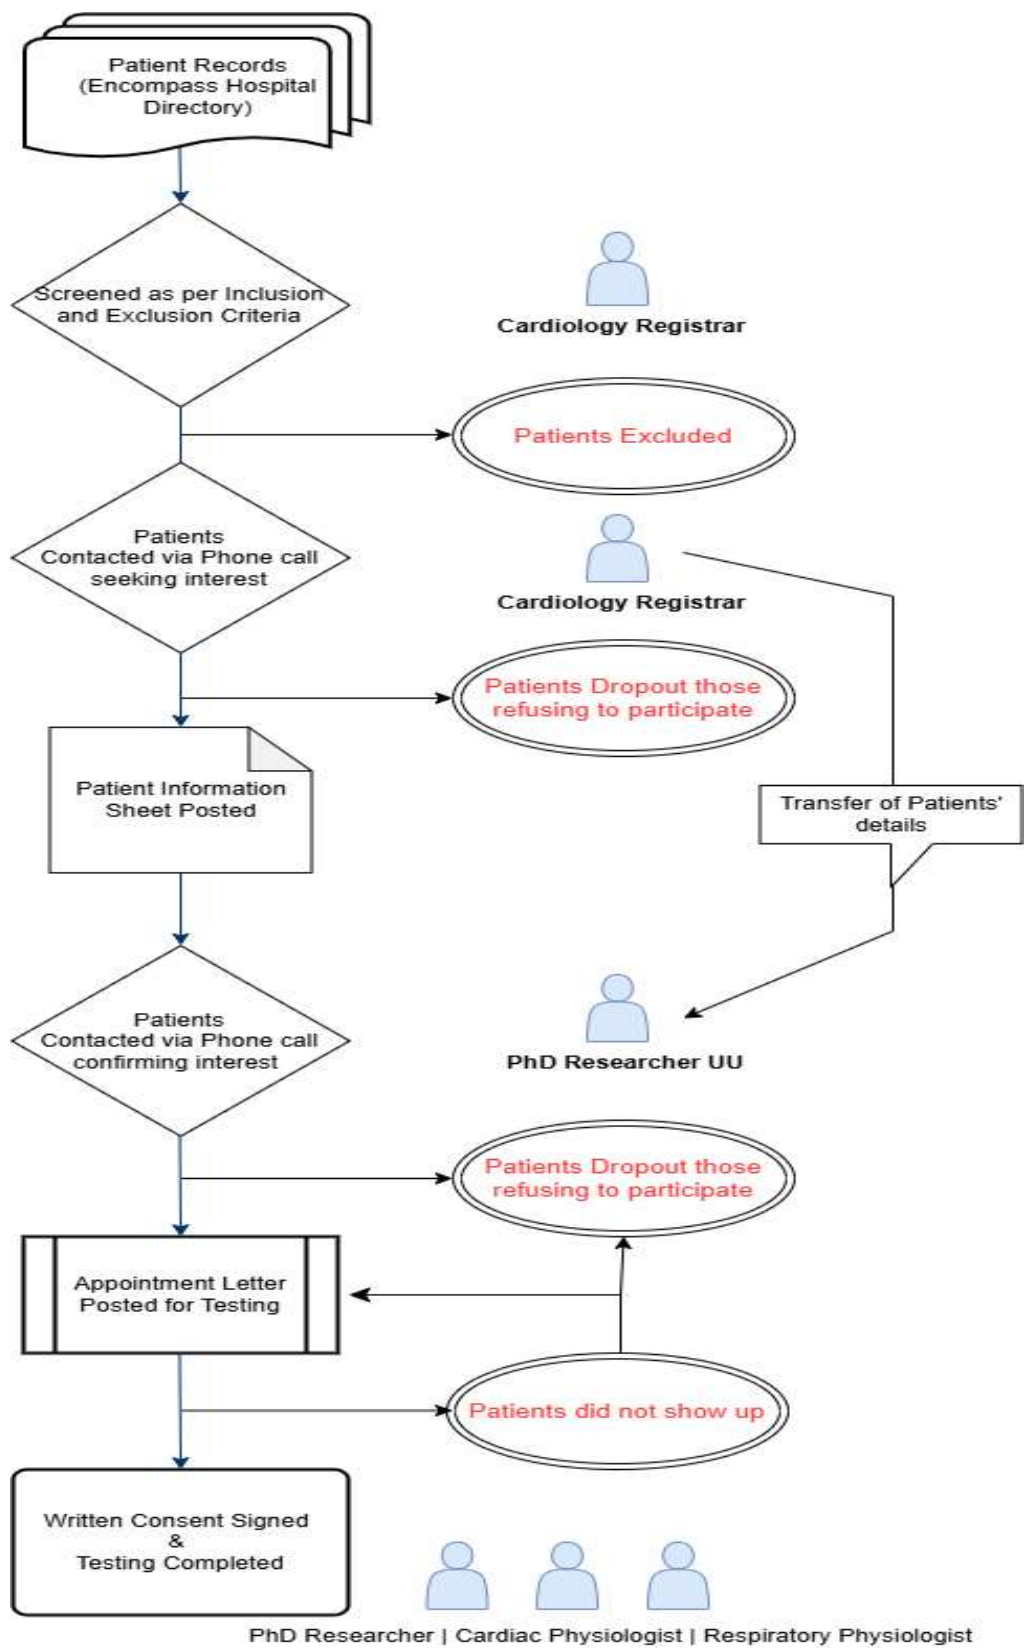 Patient Records
(Encompass Hospital
Directory)
Screened as per Inclusion
and Exclusion Criteria
Cardiology Registrar
Patients Excluded
Patients
Contacted via Phone call
seeking interest
Cardiology Registrar
Patients Dropout those
refusing to participate
Patient Information
Sheet Posted
Transfer of Patients'
details
Patients
Contacted via Phone call
confirming interest
PhD Researcher UU
Patients Dropout those
refusing to participate
Appointment Letter
Posted for Testing
Patients did not show up
Written Consent Signed
&
Testing Completed
PhD Researcher | Cardiac Physiologist | Respiratory Physiologist